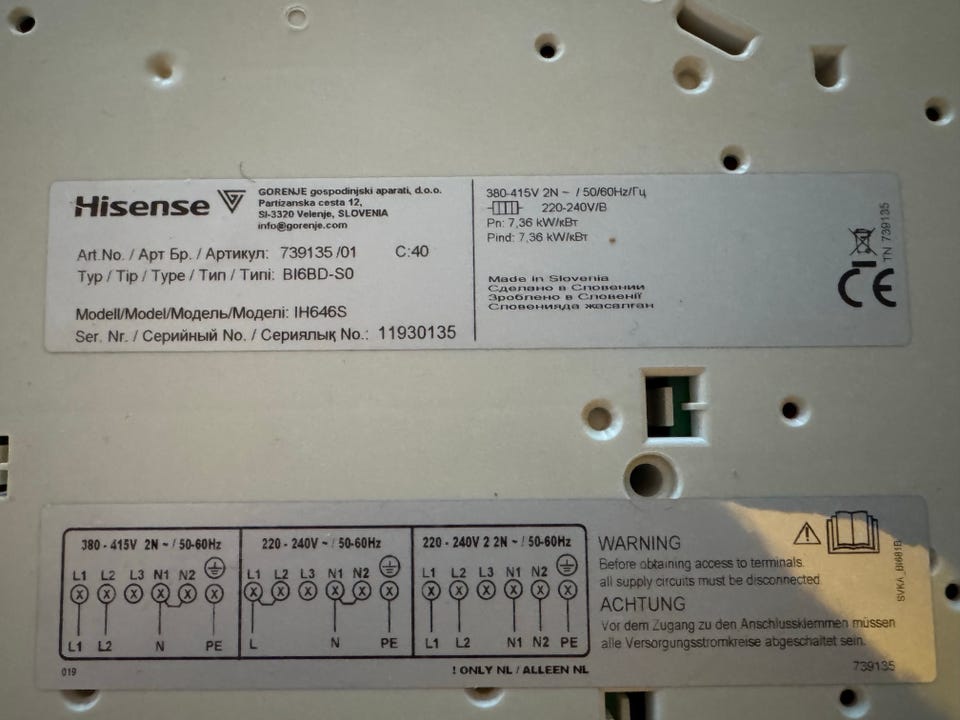 Hisense
GORENJE gospodinjski aparati, d.o.o.
Partizanska cesta 12,
SI-3320 Velenje, SLOVENIA
info@gorenje.com
Art.No. / Арт Бр. / Артикул: 739135 /01 C:40
Typ / Tip / Type / Тип / Типі: BI6BD-S0
Modell/Model/Модель/Моделі: IH646S
Ser. Nr. / Серийный No. / Сериялық No.: 11930135
380-415V 2N ~ / 50/60Hz/Гц
220-240V/B
Pn: 7,36 kW/кВт
Pind: 7,36 kW/кВт
Made in Slovenia
Сделано в Словении
Зроблено в Словенії
Словенияда жасалган
TN 739135
CE
380 - 415V 2N ~ / 50-60Hz
L1 L2 L3 N1 N2
L1 L2 N PE
220 - 240V ~ / 50-60Hz
L1 L2 L3 N1 N2
L N PE
220 - 240V 2 2N ~ / 50-60Hz
L1 L2 L3 N1 N2
L1 L2 N1 N2 PE
019
! ONLY NL / ALLEEN NL
WARNING
Before obtaining access to terminals.
all supply circuits must be disconnected
ACHTUNG
Vor dem Zugang zu den Anschlussklemmen müssen
alle Versorgungsstromkreise abgeschaltet sein.
739135